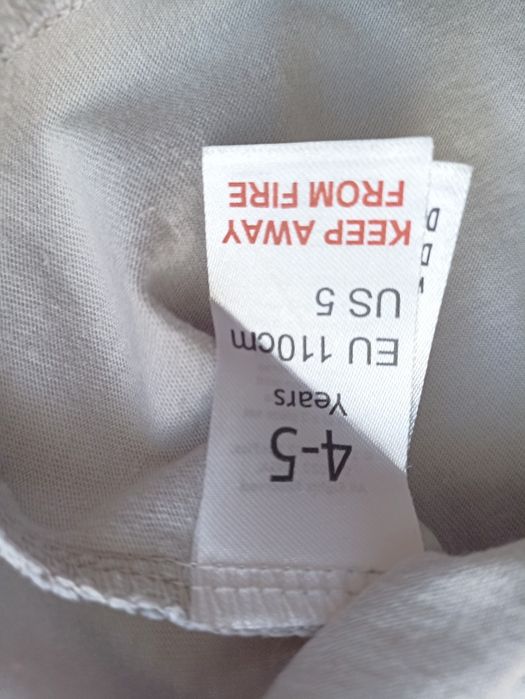 4-5
Years
EU 110cm
US 5
KEEP AWAY
FROM FIRE